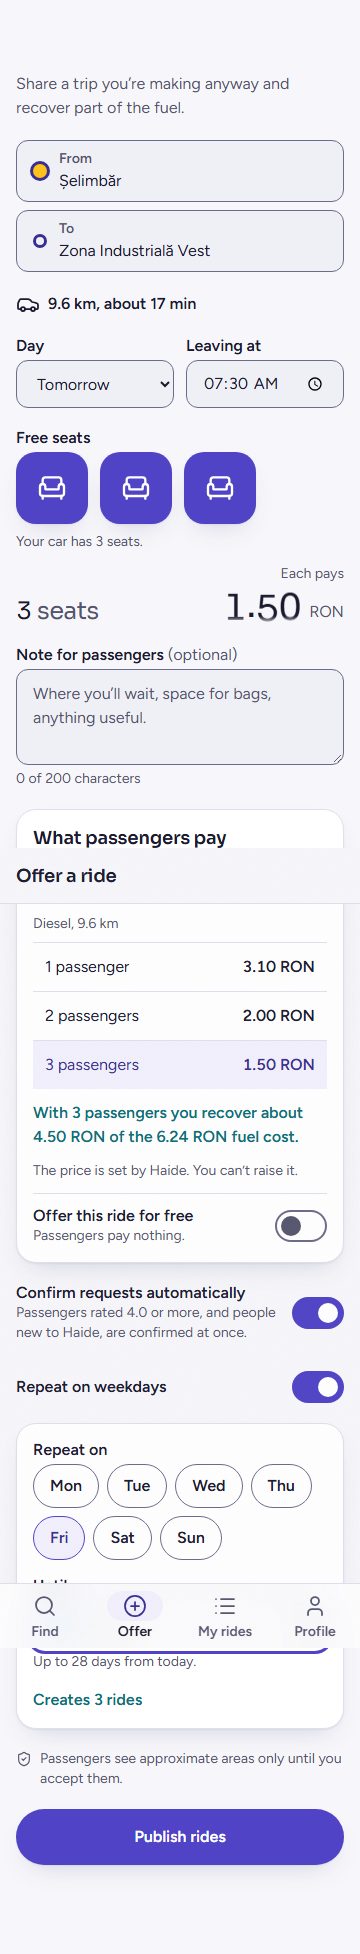 Share a trip you're making anyway and
recover part of the fuel.
From
Șelimbăr
To
Zona Industrială Vest
9.6 km, about 17 min
Day
Leaving at
Tomorrow
07:30 AM
Free seats
Your car has 3 seats.
Each pays
3 seats
1.50 RON
Note for passengers (optional)
Where you'll wait, space for bags,
anything useful.
0 of 200 characters
What passengers pay
Offer a ride
Diesel, 9.6 km
1 passenger 3.10 RON
2 passengers 2.00 RON
3 passengers 1.50 RON
With 3 passengers you recover about
4.50 RON of the 6.24 RON fuel cost.
The price is set by Haide. You can't raise it.
Offer this ride for free
Passengers pay nothing.
Confirm requests automatically
Passengers rated 4.0 or more, and people
new to Haide, are confirmed at once.
Repeat on weekdays
Repeat on
Mon Tue Wed Thu
Fri Sat Sun
Find Offer My rides Profile
Up to 28 days from today.
Creates 3 rides
Passengers see approximate areas only until you
accept them.
Publish rides